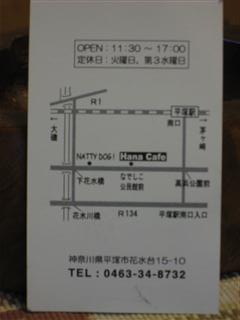 OPEN：11:30～17:00
定休日：火曜日，第3水曜日
R1
平塚駅
南口
大磯
茅ヶ崎
NATTY DOG!
Hana Cafe
下花水橋
なでしこ
公民館前
高浜公園前
花水川橋
R134
平塚駅南口入口
神奈川県平塚市花水台15-10
TEL：0463-34-8732